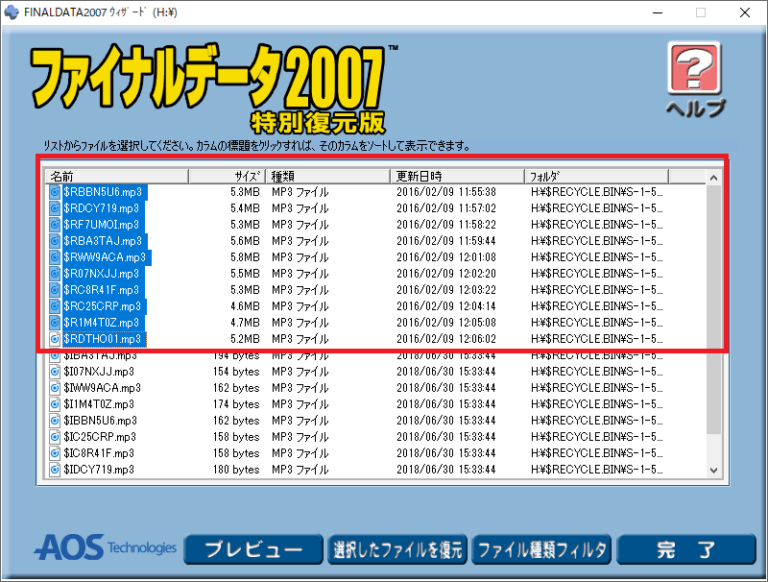 FINALDATA2007 ウィザード (H:¥)
ファイナルデータ2007™
特別復元版
?
ヘルプ
リストからファイルを選択してください。カラムの標題をクリックすれば、そのカラムをソートして表示できます。
名前 サイズ 種類 更新日時 フォルダ
$RBBN5U6.mp3 5.3MB MP3 ファイル 2016/02/09 11:55:38 H:¥$RECYCLE.BIN¥S-1-5...
$RDCY719.mp3 5.4MB MP3 ファイル 2016/02/09 11:57:02 H:¥$RECYCLE.BIN¥S-1-5...
$RF7UMOI.mp3 5.3MB MP3 ファイル 2016/02/09 11:58:22 H:¥$RECYCLE.BIN¥S-1-5...
$RBA3TAJ.mp3 5.6MB MP3 ファイル 2016/02/09 11:59:44 H:¥$RECYCLE.BIN¥S-1-5...
$RWW9ACA.mp3 5.8MB MP3 ファイル 2016/02/09 12:01:08 H:¥$RECYCLE.BIN¥S-1-5...
$R07NXJJ.mp3 5.5MB MP3 ファイル 2016/02/09 12:02:20 H:¥$RECYCLE.BIN¥S-1-5...
$RC8R41F.mp3 5.3MB MP3 ファイル 2016/02/09 12:03:22 H:¥$RECYCLE.BIN¥S-1-5...
$RC25CRP.mp3 4.6MB MP3 ファイル 2016/02/09 12:04:14 H:¥$RECYCLE.BIN¥S-1-5...
$R1M4T0Z.mp3 4.7MB MP3 ファイル 2016/02/09 12:05:08 H:¥$RECYCLE.BIN¥S-1-5...
$RDTHO01.mp3 5.2MB MP3 ファイル 2016/02/09 12:06:02 H:¥$RECYCLE.BIN¥S-1-5...
$IBA3TAJ.mp3 194 bytes MP3 ファイル 2018/06/30 15:33:44 H:¥$RECYCLE.BIN¥S-1-5...
$I07NXJJ.mp3 154 bytes MP3 ファイル 2018/06/30 15:33:44 H:¥$RECYCLE.BIN¥S-1-5...
$IWW9ACA.mp3 162 bytes MP3 ファイル 2018/06/30 15:33:44 H:¥$RECYCLE.BIN¥S-1-5...
$I1M4T0Z.mp3 174 bytes MP3 ファイル 2018/06/30 15:33:44 H:¥$RECYCLE.BIN¥S-1-5...
$IBBN5U6.mp3 162 bytes MP3 ファイル 2018/06/30 15:33:44 H:¥$RECYCLE.BIN¥S-1-5...
$IC25CRP.mp3 158 bytes MP3 ファイル 2018/06/30 15:33:44 H:¥$RECYCLE.BIN¥S-1-5...
$IC8R41F.mp3 158 bytes MP3 ファイル 2018/06/30 15:33:44 H:¥$RECYCLE.BIN¥S-1-5...
$IDCY719.mp3 180 bytes MP3 ファイル 2018/06/30 15:33:44 H:¥$RECYCLE.BIN¥S-1-5...
AOS Technologies プレビュー 選択したファイルを復元 ファイル種類フィルタ 完 了